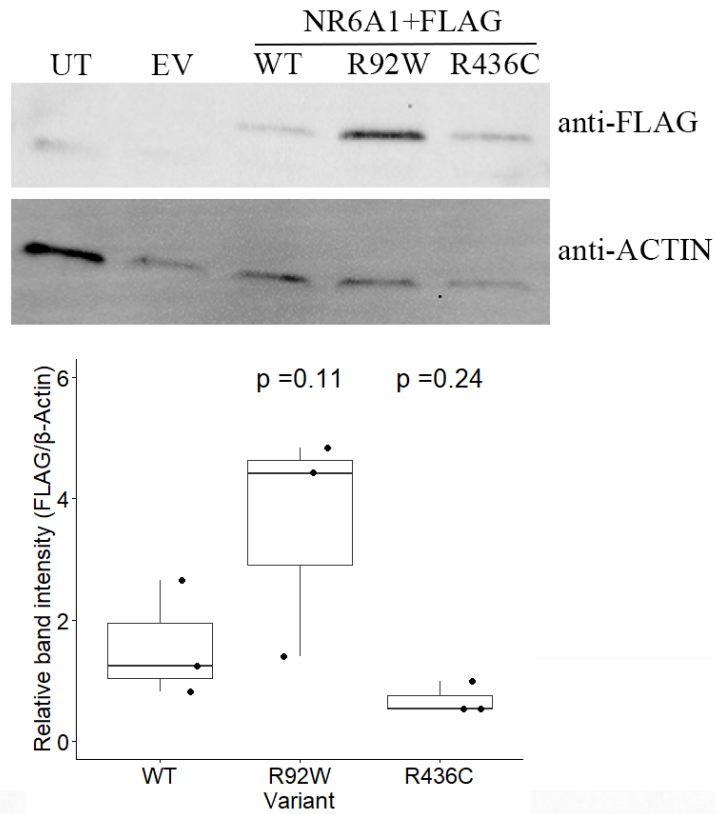 NR6A1+FLAG
UT EV WT R92W R436C
anti-FLAG
anti-ACTIN
Relative band intensity (FLAG/β-Actin)
6
4
2
0
p =0.11 p =0.24
WT R92W R436C
Variant